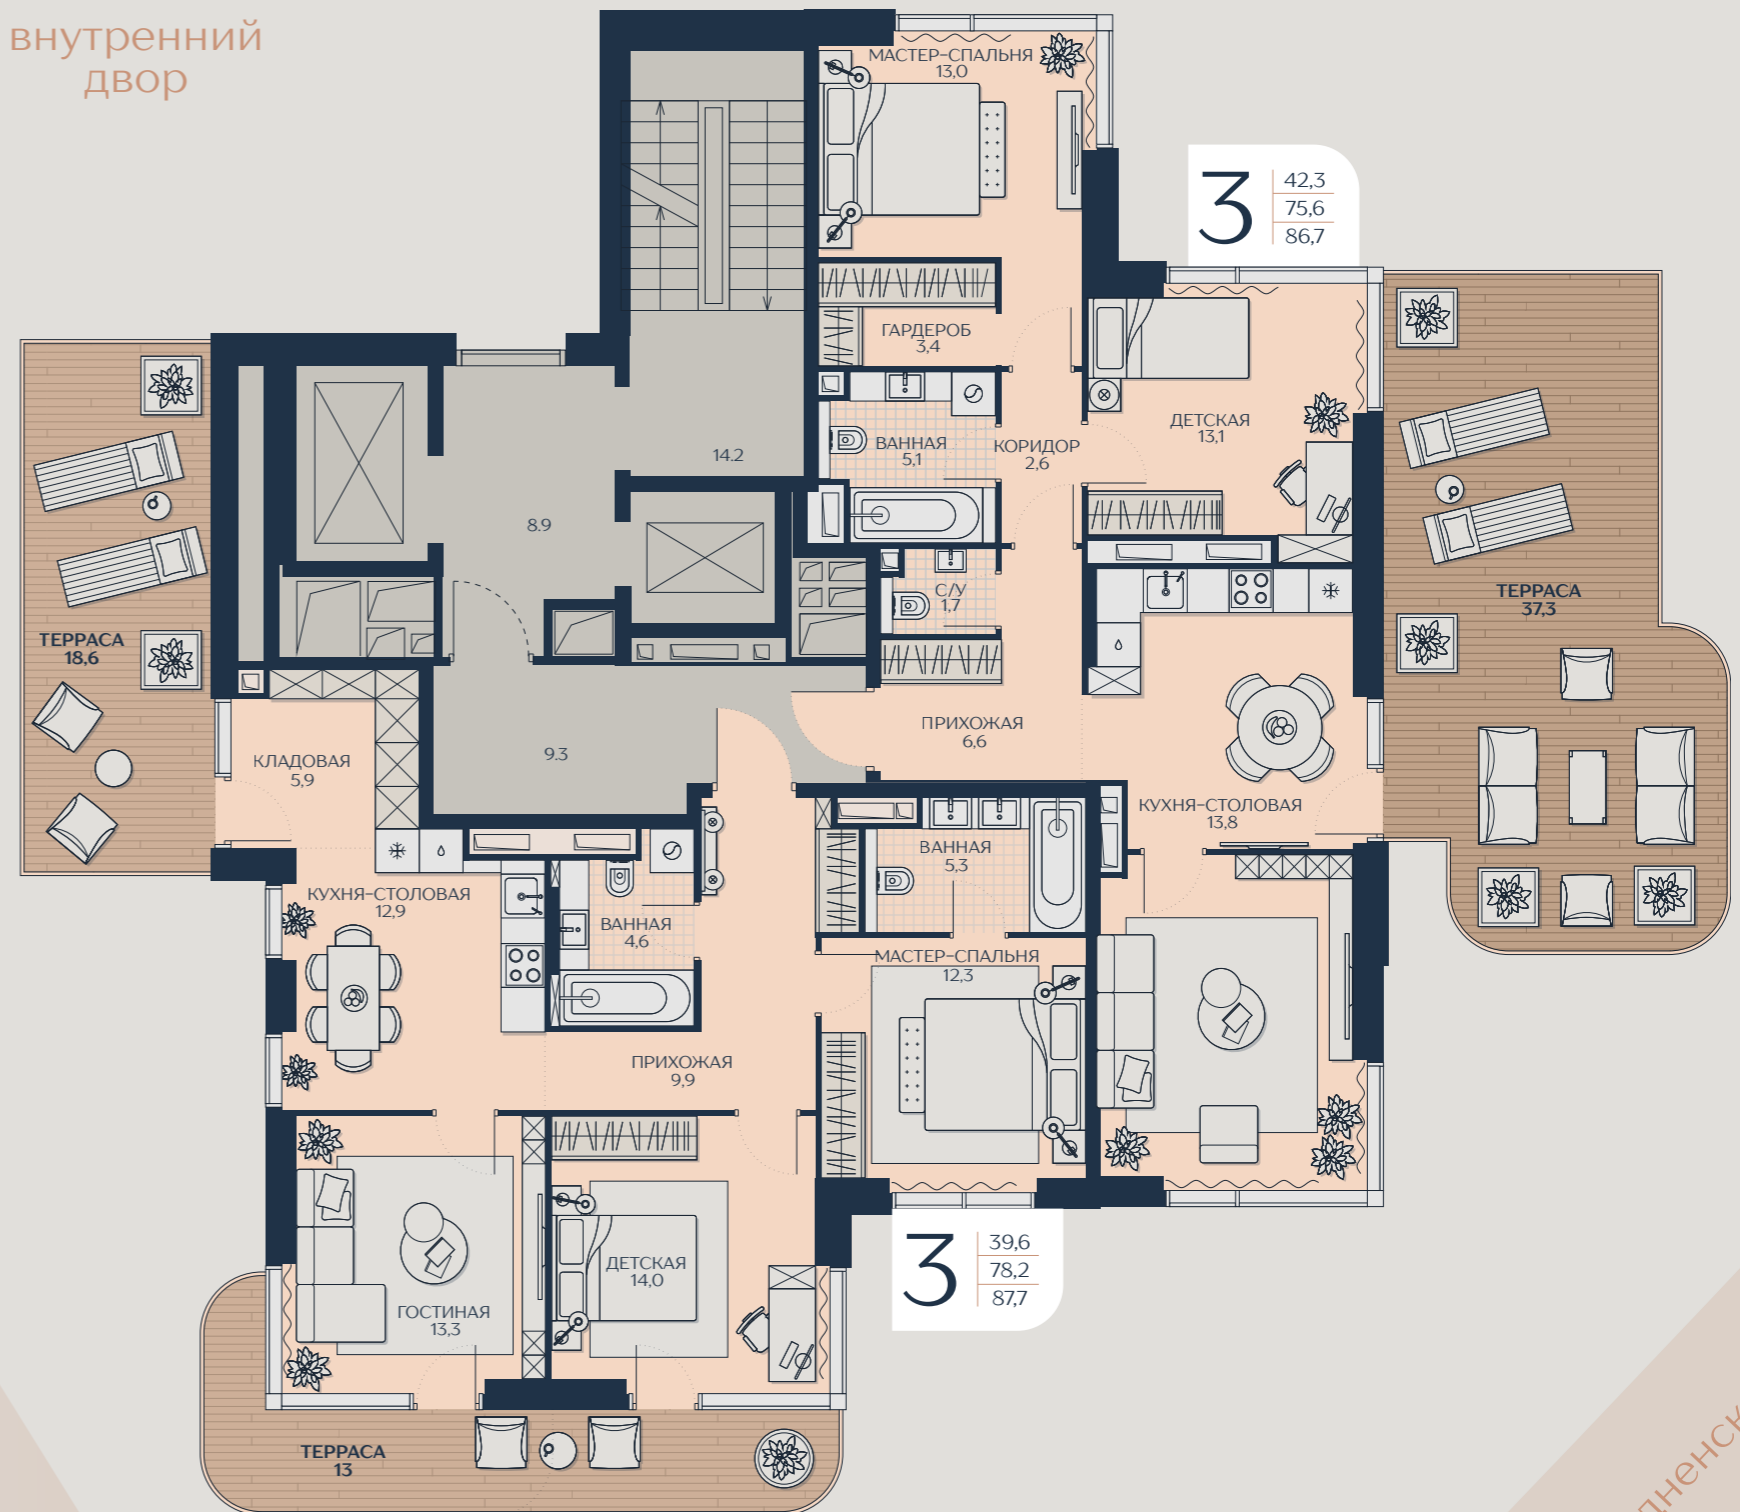 внутренний
двор
МАСТЕР-СПАЛЬНЯ
13,0
3
42,3
75,6
86,7
ГАРДЕРОБ
3,4
ДЕТСКАЯ
13,1
ВАННАЯ
5,1
КОРИДОР
2,6
14.2
8.9
С/У
1,7
ТЕРРАСА
37,3
ТЕРРАСА
18,6
ПРИХОЖАЯ
6,6
9.3
КЛАДОВАЯ
5,9
КУХНЯ-СТОЛОВАЯ
13,8
ВАННАЯ
5,3
КУХНЯ-СТОЛОВАЯ
12,9
ВАННАЯ
4,6
МАСТЕР-СПАЛЬНЯ
12,3
ПРИХОЖАЯ
9,9
3
39,6
78,2
87,7
ДЕТСКАЯ
14,0
ГОСТИНАЯ
13,3
ТЕРРАСА
13